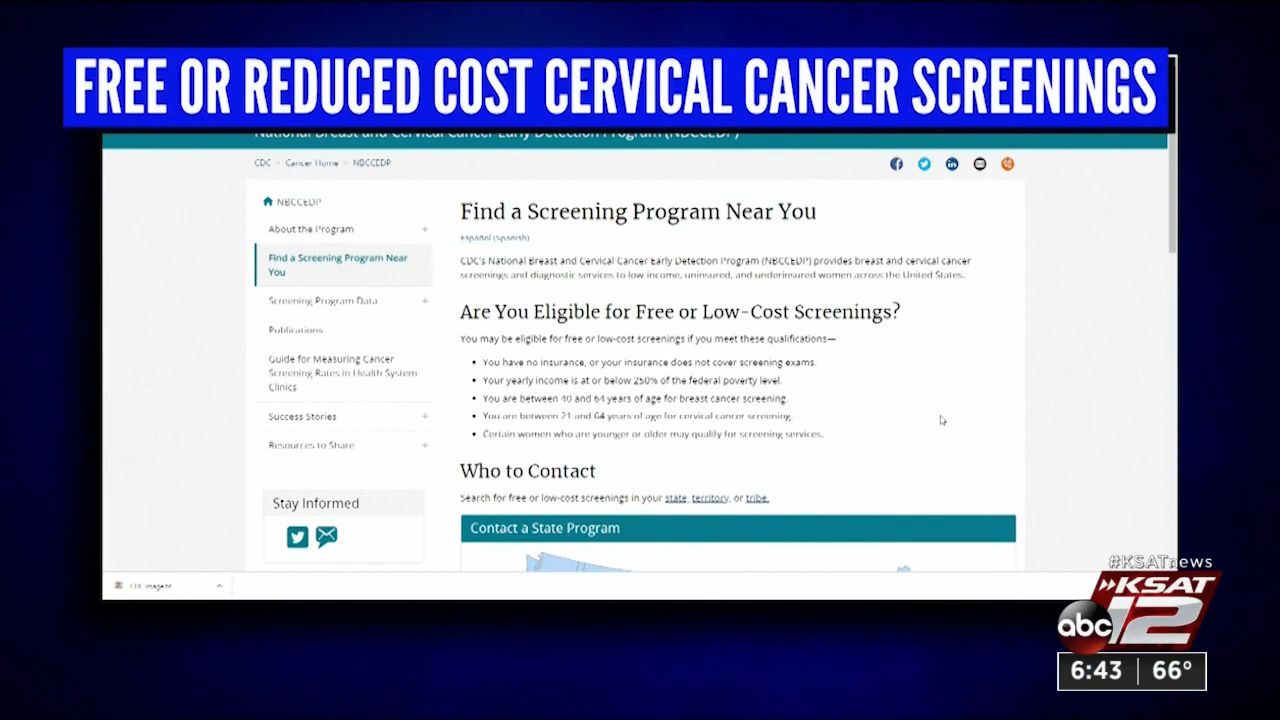 FREE OR REDUCED COST CERVICAL CANCER SCREENINGS
National Breast and Cervical Cancer Early Detection Program (NBCCEDP)
CDC > Cancer Home > NBCCEDP
NBCCEDP
About the Program +
Find a Screening Program Near
You
Screening Program Data +
Publications
Guide for Measuring Cancer
Screening Rates in Health System
Clinics
Success Stories +
Resources to Share +
Stay Informed
Find a Screening Program Near You
Español (Spanish)
CDC's National Breast and Cervical Cancer Early Detection Program (NBCCEDP) provides breast and cervical cancer
screenings and diagnostic services to low income, uninsured, and underinsured women across the United States.
Are You Eligible for Free or Low-Cost Screenings?
You may be eligible for free or low-cost screenings if you meet these qualifications—
• You have no insurance, or your insurance does not cover screening exams.
• Your yearly income is at or below 250% of the federal poverty level.
• You are between 40 and 64 years of age for breast cancer screening.
• You are between 21 and 64 years of age for cervical cancer screening.
• Certain women who are younger or older may qualify for screening services.
Who to Contact
Search for free or low-cost screenings in your state, territory, or tribe.
Contact a State Program
#KSATnews
KSAT
abc 12
6:43 | 66°